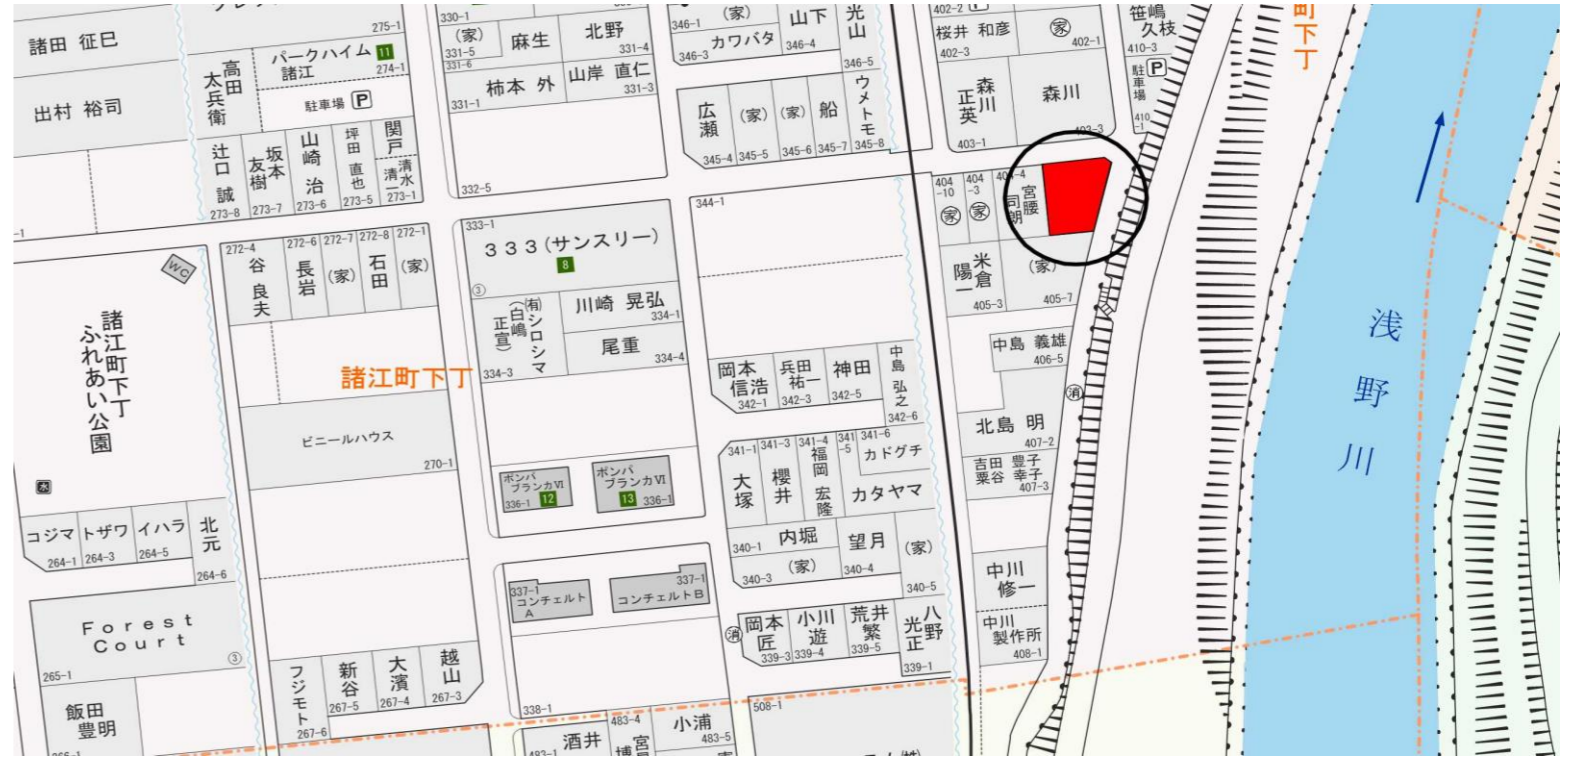 諸田 征巳
出村 裕司
275-1
高田
太兵衛
パークハイム 11
諸江
274-1
駐車場 P
辻口 誠
273-8
坂本
友樹
273-7
山崎 治
273-6
坪田 直也
273-5
関戸
清水
清一
273-1
330-1
(家)
331-5
麻生
北野
331-4
331-6
331-1
柿本 外
山岸 直仁
331-3
332-5
346-1
(家)
346-3
カワバタ
山下
346-4
光山
346-5
広瀬
345-4
(家)
345-5
(家)
345-6
船
345-7
ウメトモ
345-8
402-2 P
桜井 和彦
402-3
家
402-1
笹嶋
久枝
410-3
駐車場 P
410
-1
森川
正英
403-1
森川
403-3
町下丁
404
-10
家
404
-3
家
404-4
宮腰
司朗
米倉
陽一
405-3
(家)
405-7
中島 義雄
406-5
消
北島 明
407-2
吉田 豊子
粟谷 幸子
407-3
中川
修一
中川
製作所
408-1
浅野川
272-4
谷 良夫
272-6
長岩
272-7
(家)
272-8
石田
272-1
(家)
WC
諸江町下丁
ふれあい公園
水
諸江町下丁
ビニールハウス
270-1
333-1
333(サンスリー)
8
③
(有)シロシマ
(白嶋
正宣)
334-3
川崎 晃弘
334-1
尾重
334-4
ボンバ
ブランカⅥ
336-1 12
ボンバ
ブランカⅥ
13 336-1
337-1
コンチェルト
A
337-1
コンチェルトB
338-1
344-1
岡本
信浩
342-1
兵田
祐一
342-3
神田
342-5
中島 弘之
342-6
341-1
大塚
341-3
櫻井
341-4
福岡 宏隆
341
-5
341-6
カドグチ
カタヤマ
340-1
内堀
(家)
340-3
望月
340-4
(家)
340-5
消
岡本
匠
339-3
小川
遊
339-4
荒井
繁
339-5
八野
光正
339-1
コジマ
264-1
トザワ
264-3
イハラ
264-5
北元
264-6
Forest
Court
265-1
③
飯田
豊明
フジモト
267-6
新谷
267-5
大濱
267-4
越山
267-3
酒井
483-4
小浦
483-5
508-1